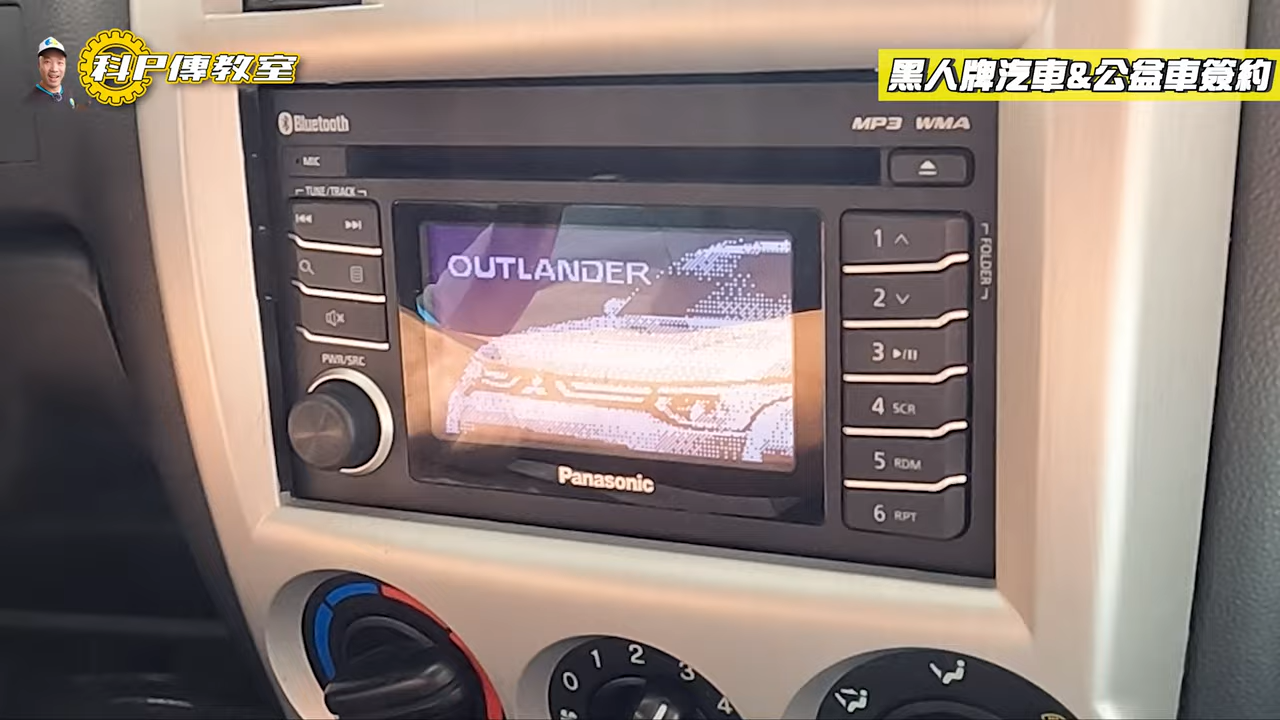 科P傳教室
黑人牌汽車&公益車簽約
Bluetooth
MP3 WMA
MIC
TUNE/TRACK
OUTLANDER
PWR/SRC
Panasonic
1
2
3
4 SCR
5 RDM
6 RPT
FOLDER
0 1 2 3 4